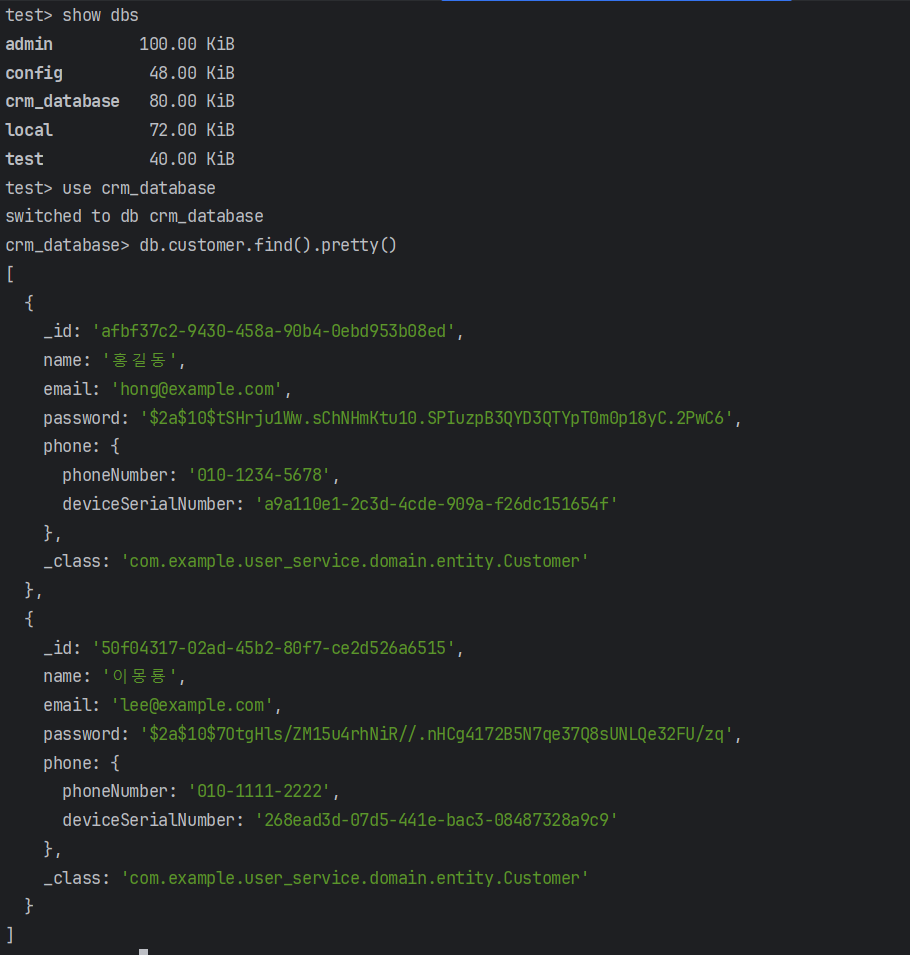 test> show dbs
admin         100.00 KiB
config         48.00 KiB
crm_database   80.00 KiB
local          72.00 KiB
test           40.00 KiB
test> use crm_database
switched to db crm_database
crm_database> db.customer.find().pretty()
[
  {
    _id: 'afbf37c2-9430-458a-90b4-0ebd953b08ed',
    name: '홍길동',
    email: 'hong@example.com',
    password: '$2a$10$tSHrju1Ww.sChNHmKtu10.SPIuzpB3QYD3QTYpT0m0p18yC.2PwC6',
    phone: {
      phoneNumber: '010-1234-5678',
      deviceSerialNumber: 'a9a110e1-2c3d-4cde-909a-f26dc151654f'
    },
    _class: 'com.example.user_service.domain.entity.Customer'
  },
  {
    _id: '50f04317-02ad-45b2-80f7-ce2d526a6515',
    name: '이몽룡',
    email: 'lee@example.com',
    password: '$2a$10$7OtgHls/ZM15u4rhNiR//.nHCg4172B5N7qe37Q8sUNLQe32FU/zq',
    phone: {
      phoneNumber: '010-1111-2222',
      deviceSerialNumber: '268ead3d-07d5-441e-bac3-08487328a9c9'
    },
    _class: 'com.example.user_service.domain.entity.Customer'
  }
]